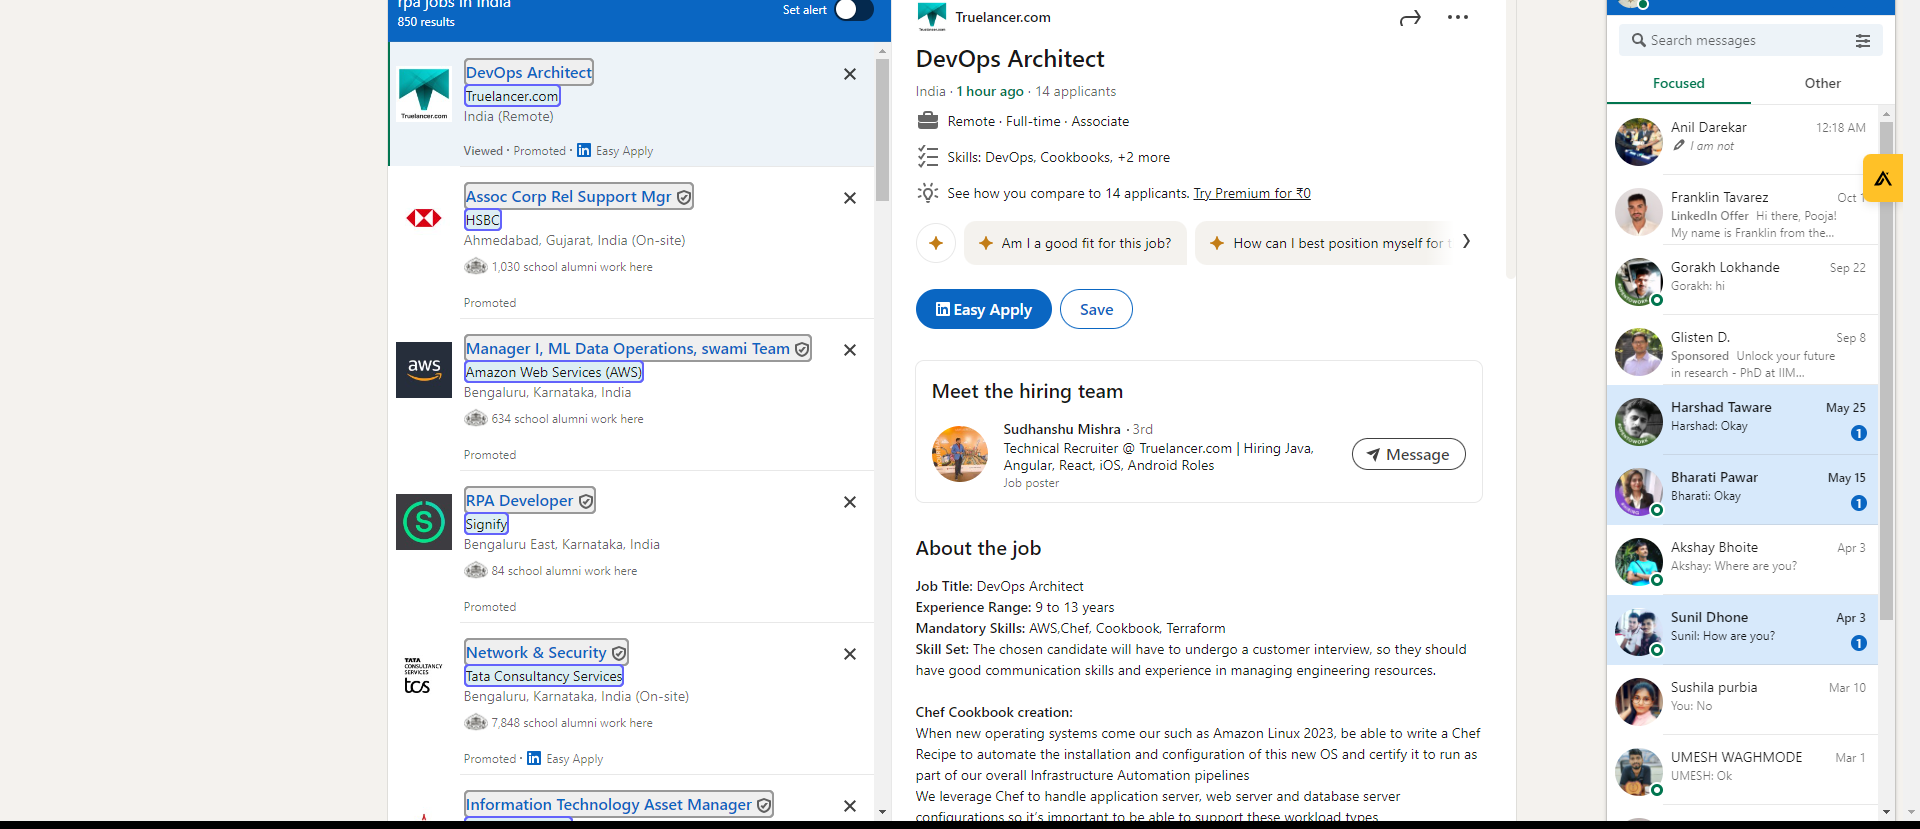 rpa jobs in India
850 results
Set alert
DevOps Architect
Truelancer.com
India (Remote)
Viewed · Promoted · in Easy Apply
Truelancer.com
Assoc Corp Rel Support Mgr
HSBC
Ahmedabad, Gujarat, India (On-site)
1,030 school alumni work here
Promoted
aws
Manager I, ML Data Operations, swami Team
Amazon Web Services (AWS)
Bengaluru, Karnataka, India
634 school alumni work here
Promoted
S
RPA Developer
Signify
Bengaluru East, Karnataka, India
84 school alumni work here
Promoted
TATA
CONSULTANCY
SERVICES
tcs
Network & Security
Tata Consultancy Services
Bengaluru, Karnataka, India (On-site)
7,848 school alumni work here
Promoted · in Easy Apply
Information Technology Asset Manager
Truelancer.com
DevOps Architect
India · 1 hour ago · 14 applicants
Remote · Full-time · Associate
Skills: DevOps, Cookbooks, +2 more
See how you compare to 14 applicants. Try Premium for ₹0
Am I a good fit for this job?
How can I best position myself for t
in Easy Apply
Save
Meet the hiring team
Sudhanshu Mishra · 3rd
Technical Recruiter @ Truelancer.com | Hiring Java,
Angular, React, iOS, Android Roles
Job poster
Message
About the job
Job Title: DevOps Architect
Experience Range: 9 to 13 years
Mandatory Skills: AWS,Chef, Cookbook, Terraform
Skill Set: The chosen candidate will have to undergo a customer interview, so they should
have good communication skills and experience in managing engineering resources.
Chef Cookbook creation:
When new operating systems come our such as Amazon Linux 2023, be able to write a Chef
Recipe to automate the installation and configuration of this new OS and certify it to run as
part of our overall Infrastructure Automation pipelines
We leverage Chef to handle application server, web server and database server
configurations so it's important to be able to support these workload types
Search messages
Focused
Other
Anil Darekar 12:18 AM
I am not
Franklin Tavarez Oct 1
LinkedIn Offer Hi there, Pooja!
My name is Franklin from the...
Gorakh Lokhande Sep 22
Gorakh: hi
Glisten D. Sep 8
Sponsored Unlock your future
in research - PhD at IIM...
Harshad Taware May 25
Harshad: Okay 1
Bharati Pawar May 15
Bharati: Okay 1
Akshay Bhoite Apr 3
Akshay: Where are you?
Sunil Dhone Apr 3
Sunil: How are you? 1
Sushila purbia Mar 10
You: No
UMESH WAGHMODE Mar 1
UMESH: Ok